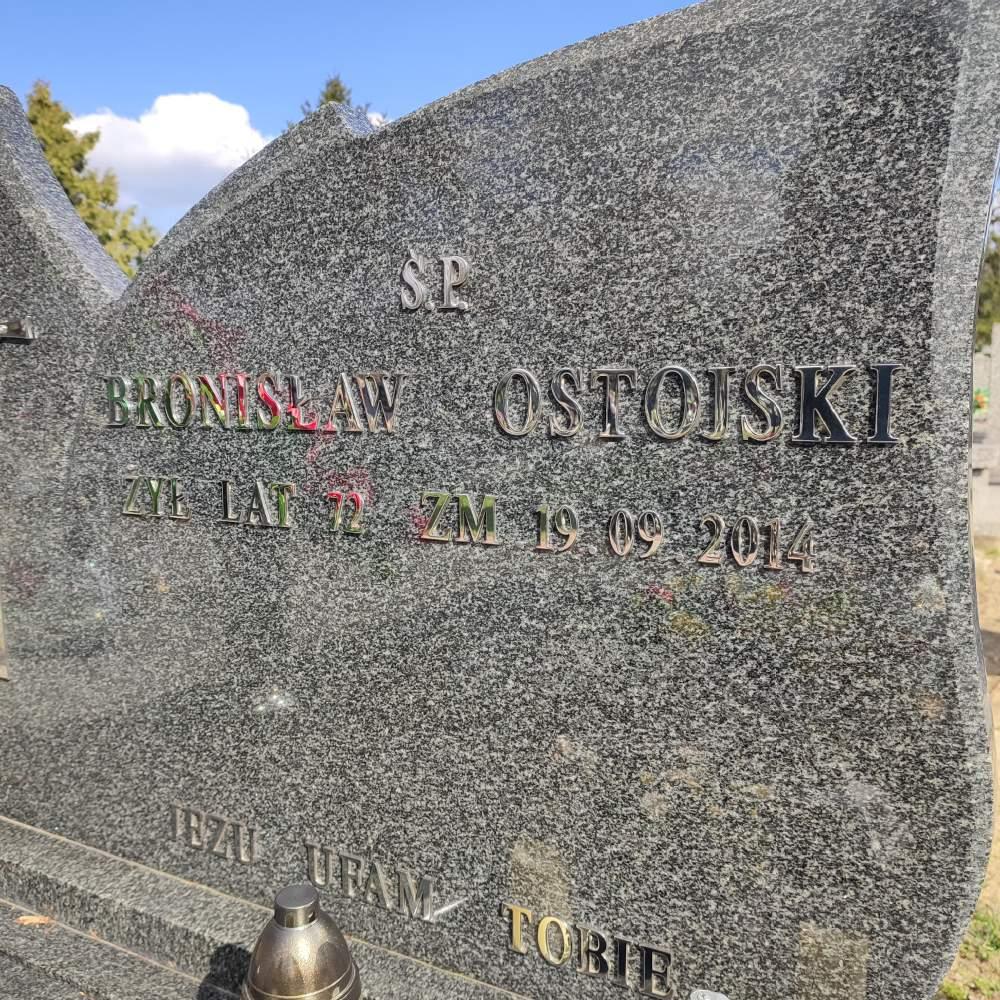 Ś.P.
BRONISŁAW OSTOJSKI
ŻYŁ LAT 72 ZM 19.09.2014
JEZU UFAM TOBIE